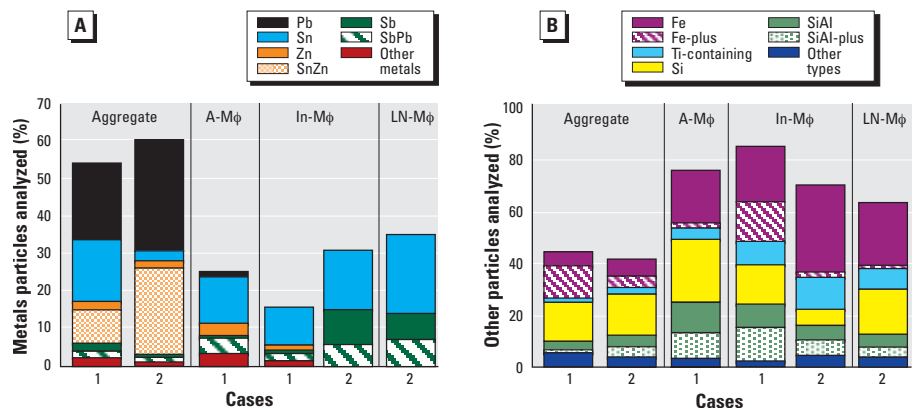 A
Pb
Sn
Zn
SnZn
Sb
SbPb
Other
metals
Metals particles analyzed (%)
70
60
50
40
30
20
10
0
Aggregate
A-Mϕ
In-Mϕ
LN-Mϕ
1 2 1 1 2 2
Cases
B
Fe
Fe-plus
Ti-containing
Si
SiAl
SiAl-plus
Other
types
Other particles analyzed (%)
100
80
60
40
20
0
Aggregate
A-Mϕ
In-Mϕ
LN-Mϕ
1 2 1 1 2 2
Cases